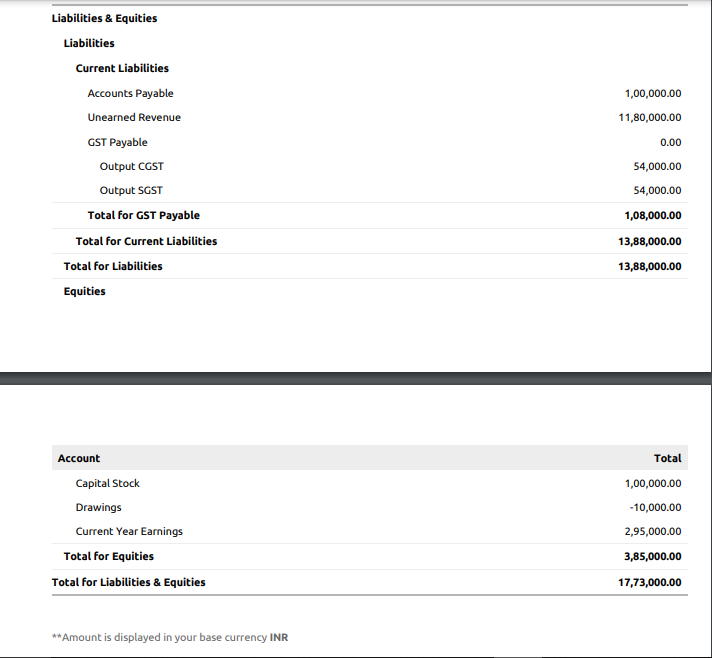 Liabilities & Equities
Liabilities
Current Liabilities
Accounts Payable 1,00,000.00
Unearned Revenue 11,80,000.00
GST Payable 0.00
Output CGST 54,000.00
Output SGST 54,000.00
Total for GST Payable 1,08,000.00
Total for Current Liabilities 13,88,000.00
Total for Liabilities 13,88,000.00
Equities
Account Total
Capital Stock 1,00,000.00
Drawings -10,000.00
Current Year Earnings 2,95,000.00
Total for Equities 3,85,000.00
Total for Liabilities & Equities 17,73,000.00
**Amount is displayed in your base currency INR